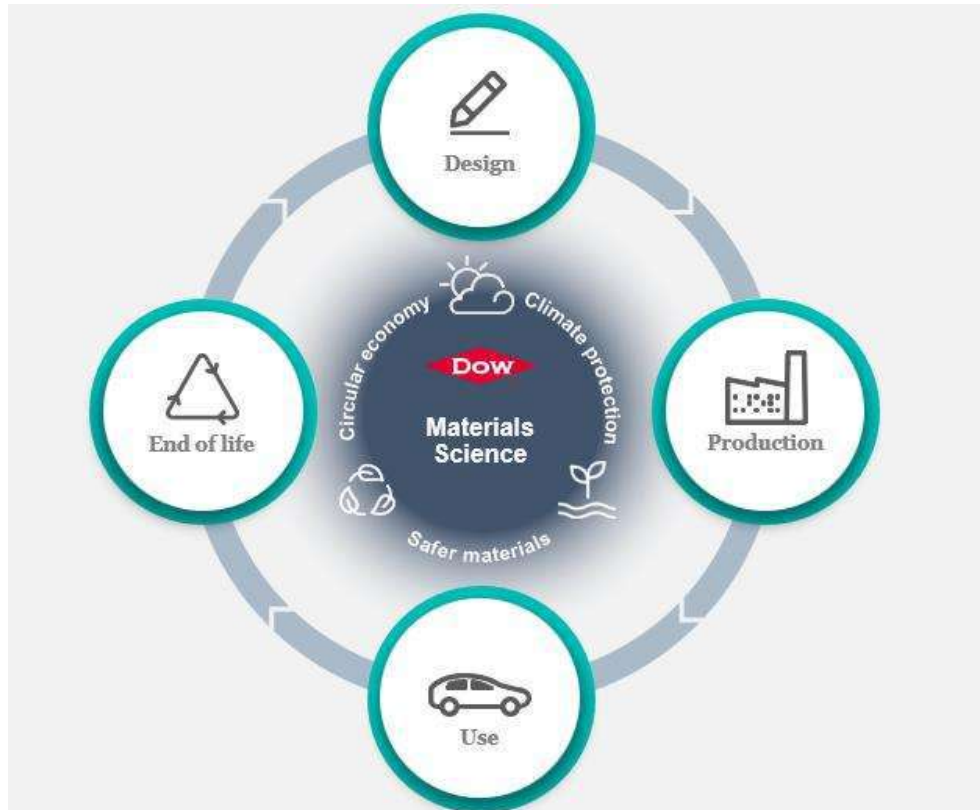 Design
Circular economy
Climate protection
Dow
Materials
Science
End of life
Production
Safer materials
Use